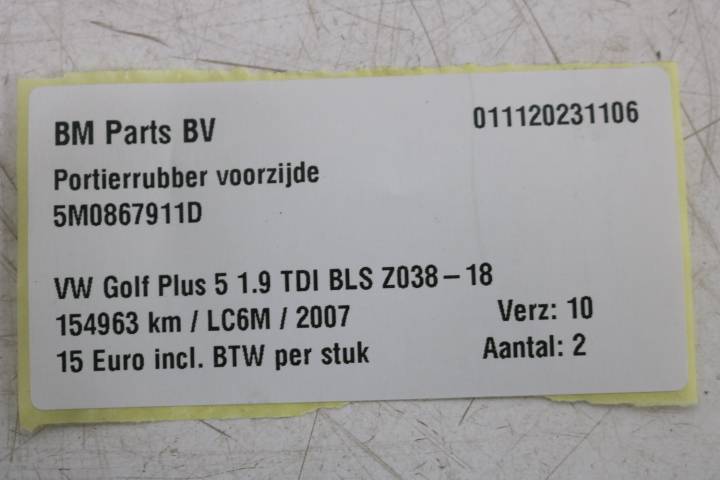 BM Parts BV 011120231106
Portierrubber voorzijde
5M0867911D
VW Golf Plus 5 1.9 TDI BLS Z038-18
154963 km / LC6M / 2007 Verz: 10
15 Euro incl. BTW per stuk Aantal: 2